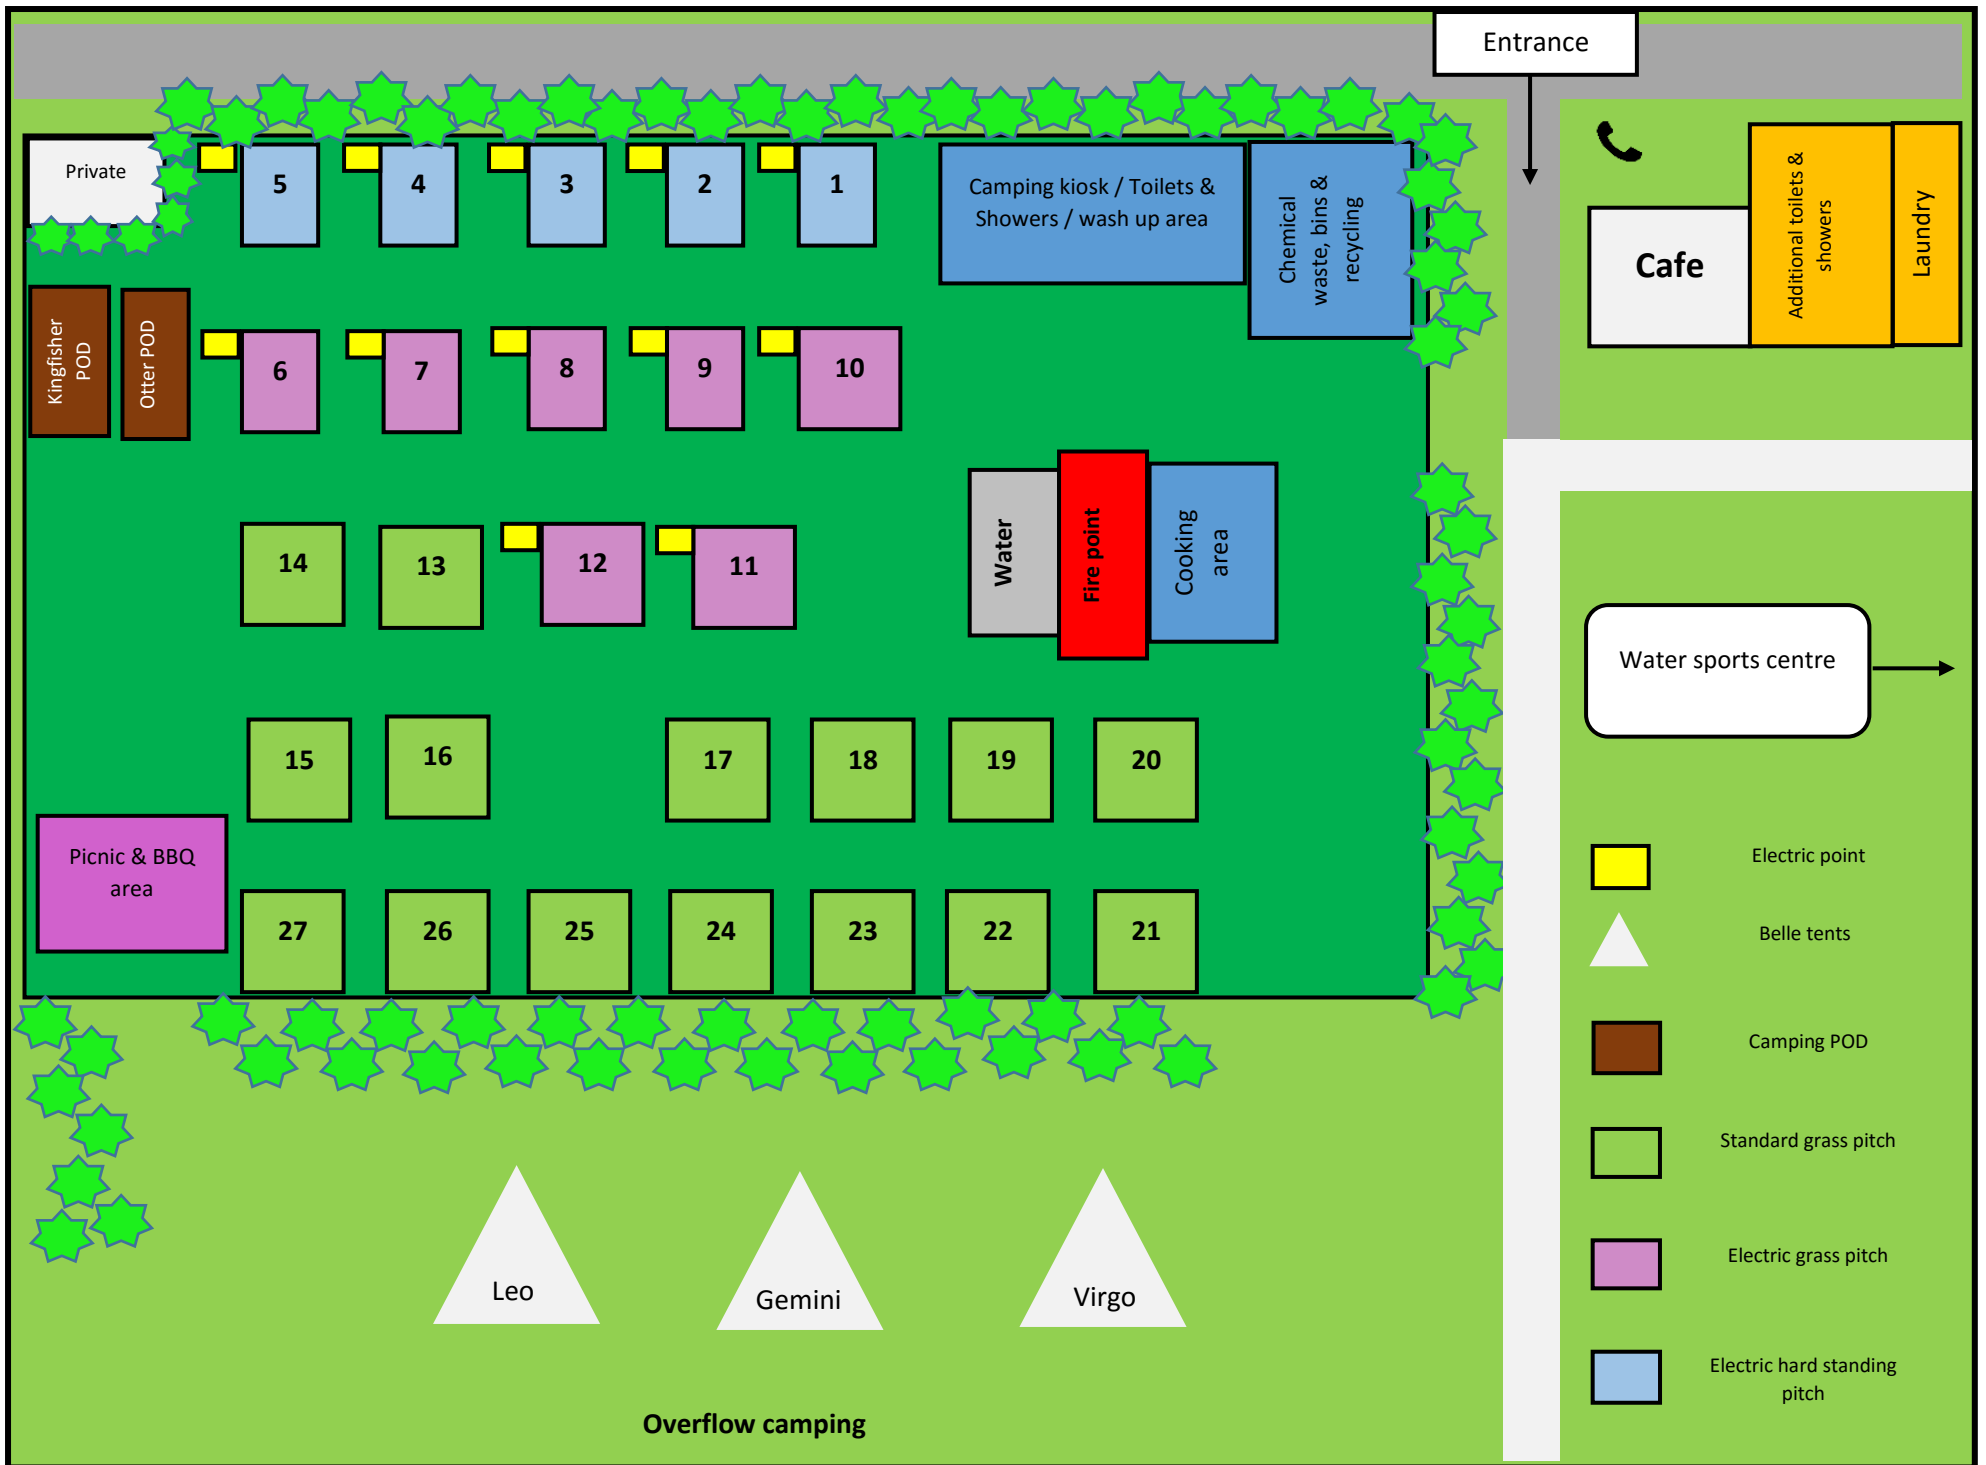 Entrance
Private
5
4
3
2
1
Camping kiosk / Toilets &
Showers / wash up area
Chemical
waste, bins &
recycling
Cafe
Additional toilets &
showers
Laundry
Kingfisher
POD
Otter POD
6
7
8
9
10
14
13
12
11
Water
Fire point
Cooking
area
Water sports centre
15
16
17
18
19
20
Picnic & BBQ
area
27
26
25
24
23
22
21
Electric point
Belle tents
Camping POD
Standard grass pitch
Electric grass pitch
Electric hard standing
pitch
Leo
Gemini
Virgo
Overflow camping